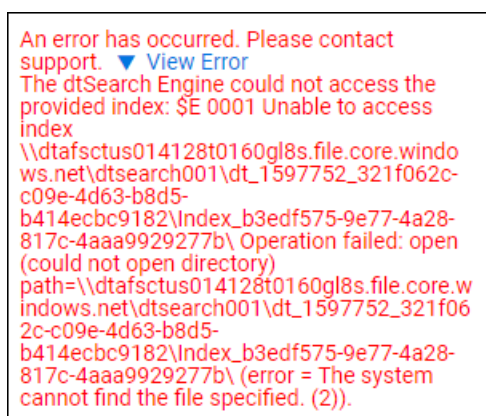 An error has occurred. Please contact
support. ▼ View Error
The dtSearch Engine could not access the
provided index: $E 0001 Unable to access
index
\\dtafsctus014128t0160gl8s.file.core.windo
ws.net\dtsearch001\dt_1597752_321f062c-
c09e-4d63-b8d5-
b414ecbc9182\Index_b3edf575-9e77-4a28-
817c-4aaa9929277b\ Operation failed: open
(could not open directory)
path=\\dtafsctus014128t0160gl8s.file.core.w
indows.net\dtsearch001\dt_1597752_321f06
2c-c09e-4d63-b8d5-
b414ecbc9182\Index_b3edf575-9e77-4a28-
817c-4aaa9929277b\ (error = The system
cannot find the file specified. (2)).